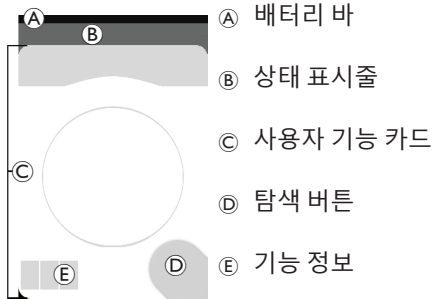 Ⓐ
Ⓑ
Ⓒ
Ⓓ
Ⓔ
Ⓐ 배터리 바
Ⓑ 상태 표시줄
Ⓒ 사용자 기능 카드
Ⓓ 탐색 버튼
Ⓔ 기능 정보